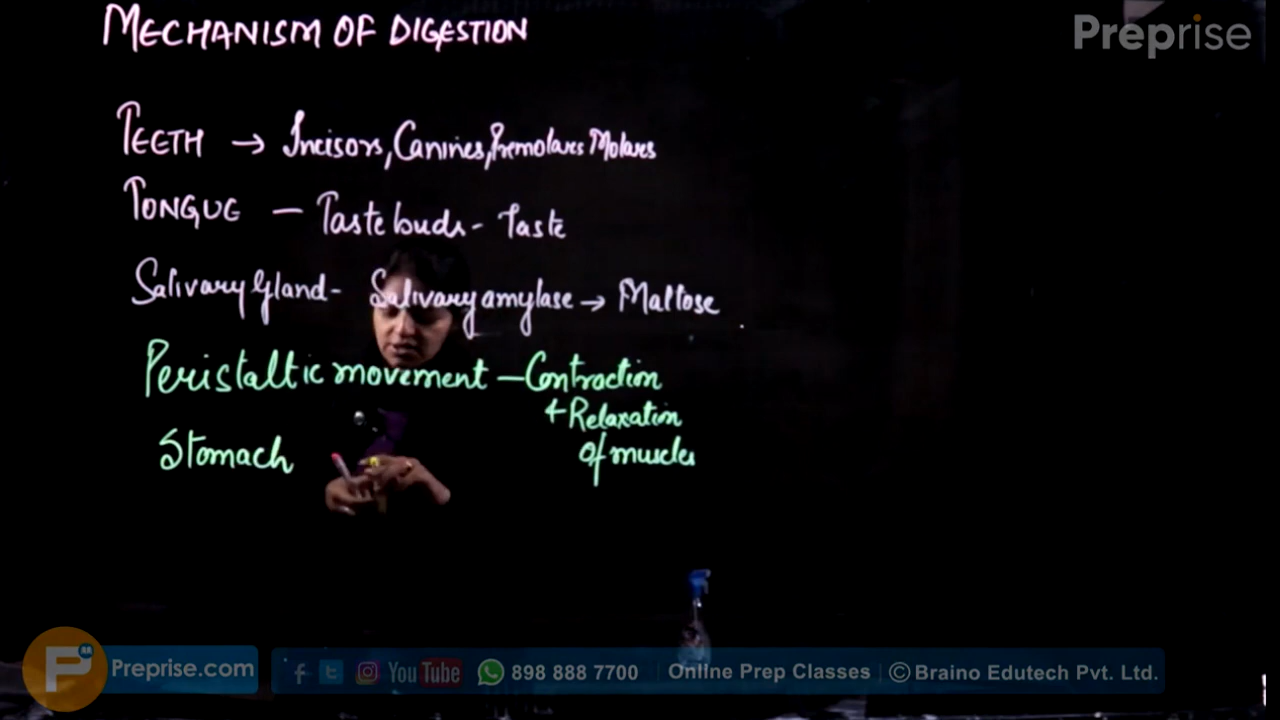 MECHANISM OF DIGESTION
Preprise
TEETH → Incisors, Canines, Premolars Molars
TONGUE — Taste buds - Taste
Salivary Gland - Salivary amylase → Maltose
Peristaltic movement — Contraction
+ Relaxation
Stomach
of muscles
Preprise.com
You Tube 898 888 7700 | Online Prep Classes | © Braino Edutech Pvt. Ltd.